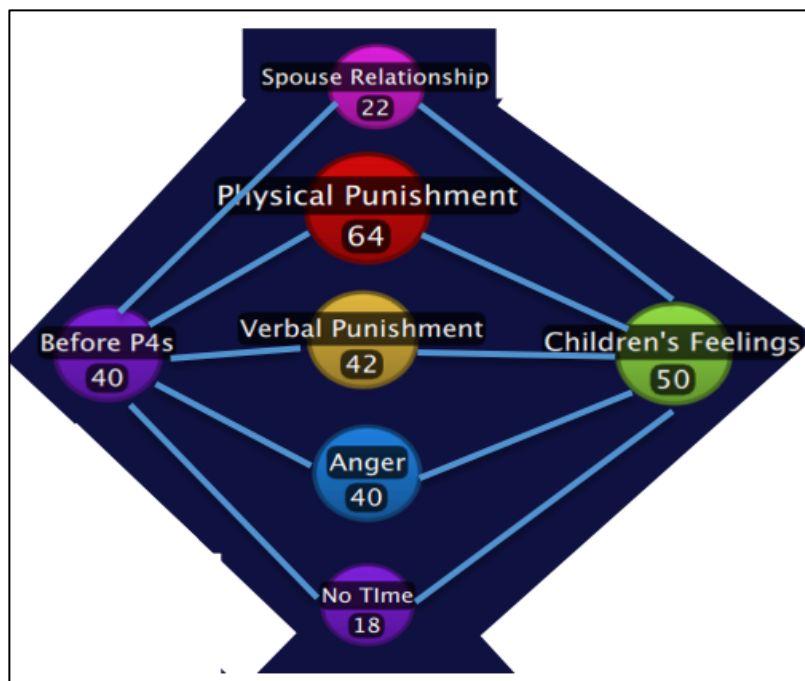 Spouse Relationship
22
Physical Punishment
64
Verbal Punishment
42
Before P4s
40
Children's Feelings
50
Anger
40
No TIme
18